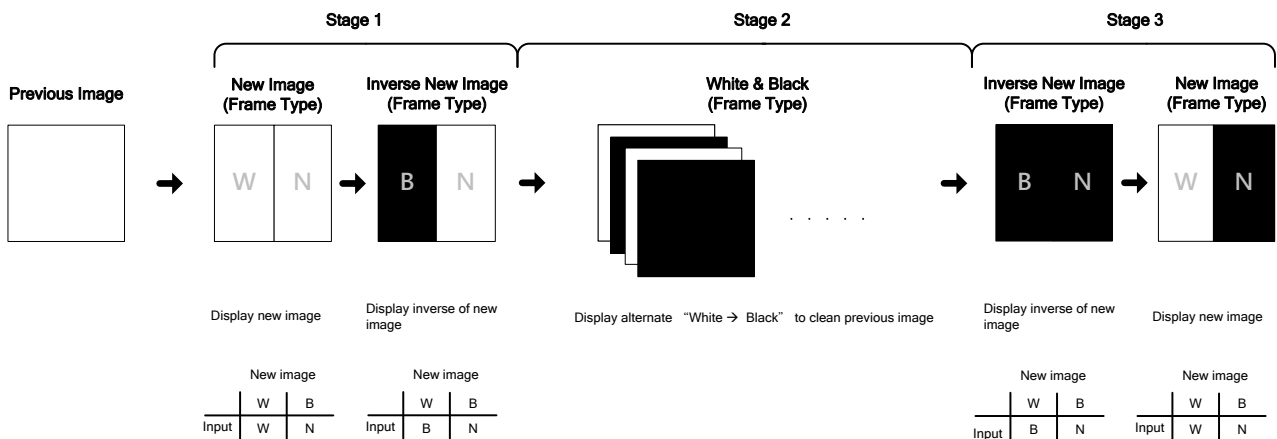 Stage 1
Stage 2
Stage 3
Previous Image
New Image
(Frame Type)
Inverse New Image
(Frame Type)
White & Black
(Frame Type)
Inverse New Image
(Frame Type)
New Image
(Frame Type)
W N
B N
. . . . .
B N
W N
Display new image
Display inverse of new
image
Display alternate “White → Black” to clean previous image
Display inverse of new
image
Display new image
New image
W B
Input W N
New image
W B
Input B N
New image
W B
Input B N
New image
W B
Input W N